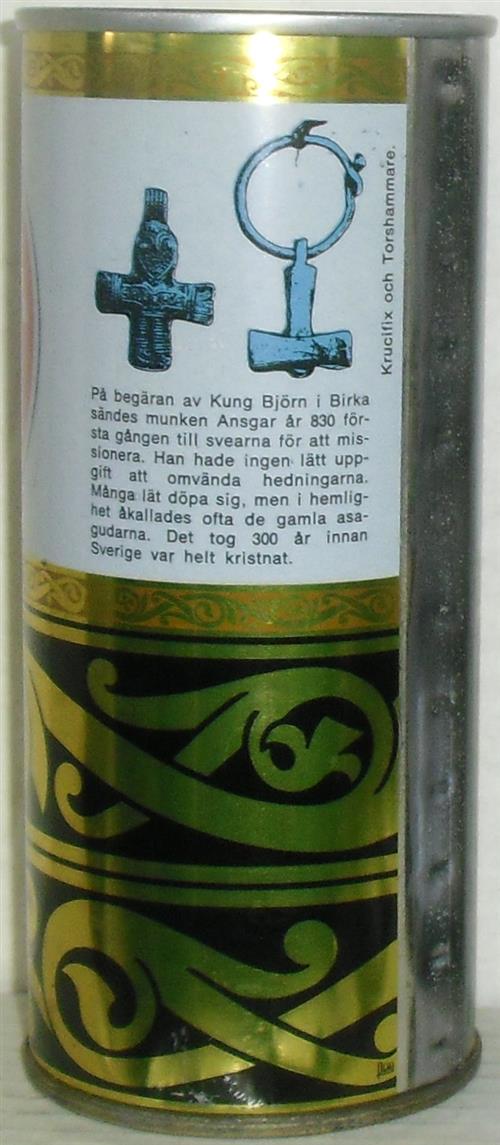 Krucifix och Torshammare.
På begäran av Kung Björn i Birka
sändes munken Ansgar år 830 för-
sta gången till svearna för att mis-
sionera. Han hade ingen lätt upp-
gift att omvända hedningarna.
Många lät döpa sig, men i hemlig-
het åkallades ofta de gamla asa-
gudarna. Det tog 300 år innan
Sverige var helt kristnat.